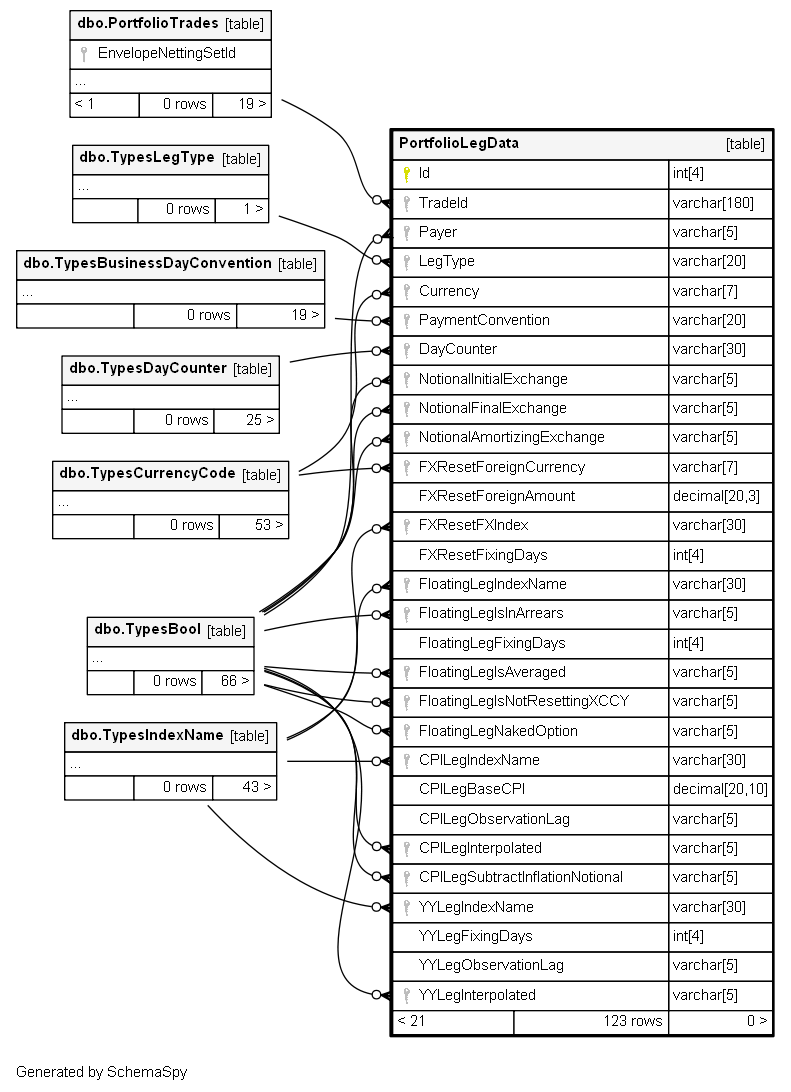 dbo.PortfolioTrades [table]
EnvelopeNettingSetId
...
< 1 0 rows 19 >
dbo.TypesLegType [table]
...
0 rows 1 >
dbo.TypesBusinessDayConvention [table]
...
0 rows 19 >
dbo.TypesDayCounter [table]
...
0 rows 25 >
dbo.TypesCurrencyCode [table]
...
0 rows 53 >
dbo.TypesBool [table]
...
0 rows 66 >
dbo.TypesIndexName [table]
...
0 rows 43 >
PortfolioLegData [table]
Id int[4]
TradeId varchar[180]
Payer varchar[5]
LegType varchar[20]
Currency varchar[7]
PaymentConvention varchar[20]
DayCounter varchar[30]
NotionalInitialExchange varchar[5]
NotionalFinalExchange varchar[5]
NotionalAmortizingExchange varchar[5]
FXResetForeignCurrency varchar[7]
FXResetForeignAmount decimal[20,3]
FXResetFXIndex varchar[30]
FXResetFixingDays int[4]
FloatingLegIndexName varchar[30]
FloatingLegIsInArrears varchar[5]
FloatingLegFixingDays int[4]
FloatingLegIsAveraged varchar[5]
FloatingLegIsNotResettingXCCY varchar[5]
FloatingLegNakedOption varchar[5]
CPILegIndexName varchar[30]
CPILegBaseCPI decimal[20,10]
CPILegObservationLag varchar[5]
CPILegInterpolated varchar[5]
CPILegSubtractInflationNotional varchar[5]
YYLegIndexName varchar[30]
YYLegFixingDays int[4]
YYLegObservationLag varchar[5]
YYLegInterpolated varchar[5]
< 21 123 rows 0 >
Generated by SchemaSpy